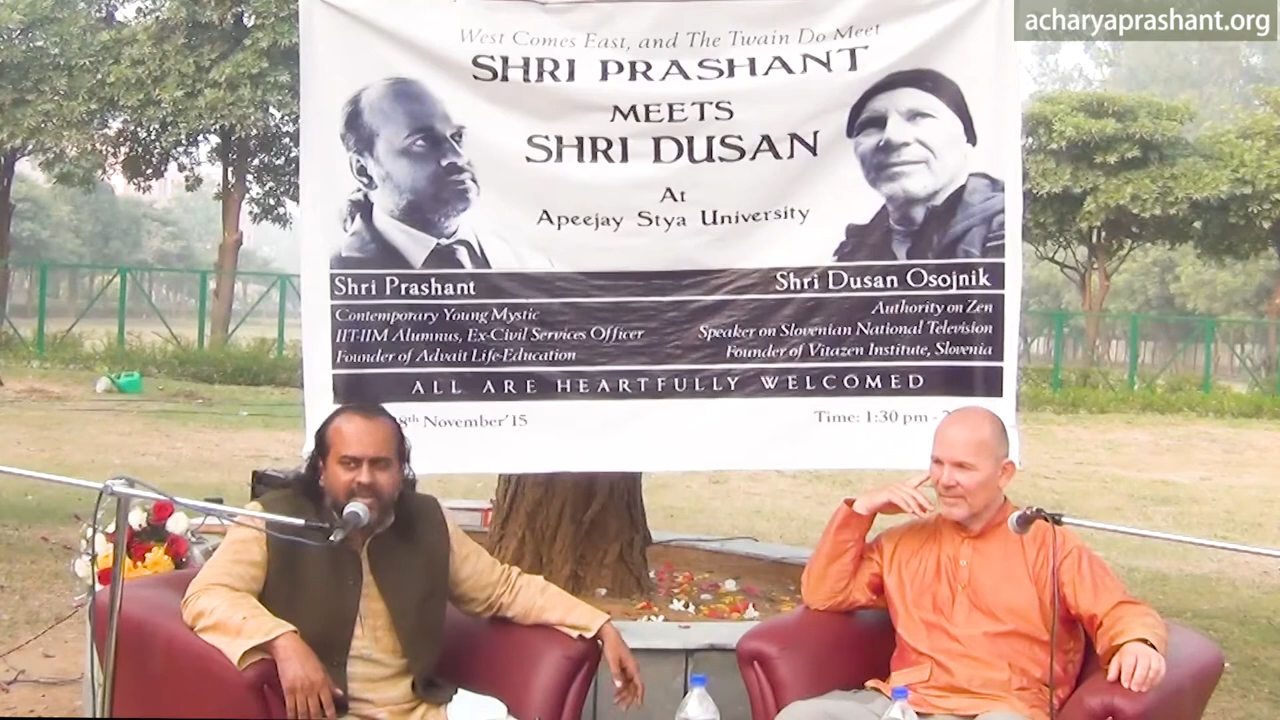 acharyaprashant.org
West Comes East, and The Twain Do Meet
SHRI PRASHANT
MEETS
SHRI DUSAN
At
Apeejay Stya University
Shri Prashant
Contemporary Young Mystic
IIT-IIM Alumnus, Ex-Civil Services Officer
Founder of Advait Life-Education
Shri Dusan Osojnik
Authority on Zen
Speaker on Slovenian National Television
Founder of Vitazen Institute, Slovenia
ALL ARE HEARTFULLY WELCOMED
8th November'15
Time: 1:30 pm -